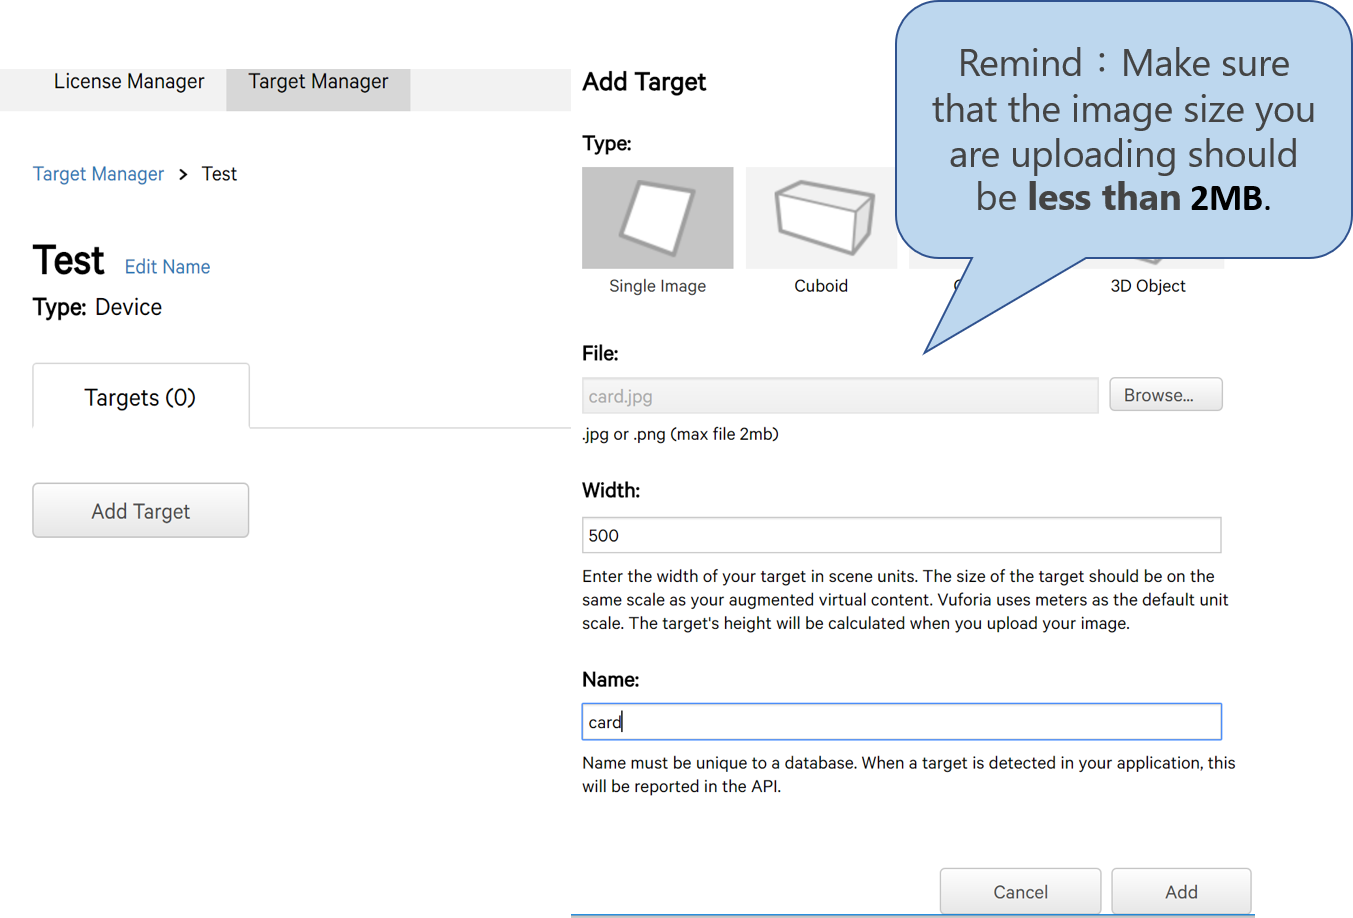 License Manager
Target Manager
Target Manager > Test
Test Edit Name
Type: Device
Targets (0)
Add Target
Add Target
Type:
Single Image
Cuboid
3D Object
Remind：Make sure
that the image size you
are uploading should
be less than 2MB.
File:
card.jpg
Browse...
.jpg or .png (max file 2mb)
Width:
500
Enter the width of your target in scene units. The size of the target should be on the
same scale as your augmented virtual content. Vuforia uses meters as the default unit
scale. The target's height will be calculated when you upload your image.
Name:
card
Name must be unique to a database. When a target is detected in your application, this
will be reported in the API.
Cancel
Add